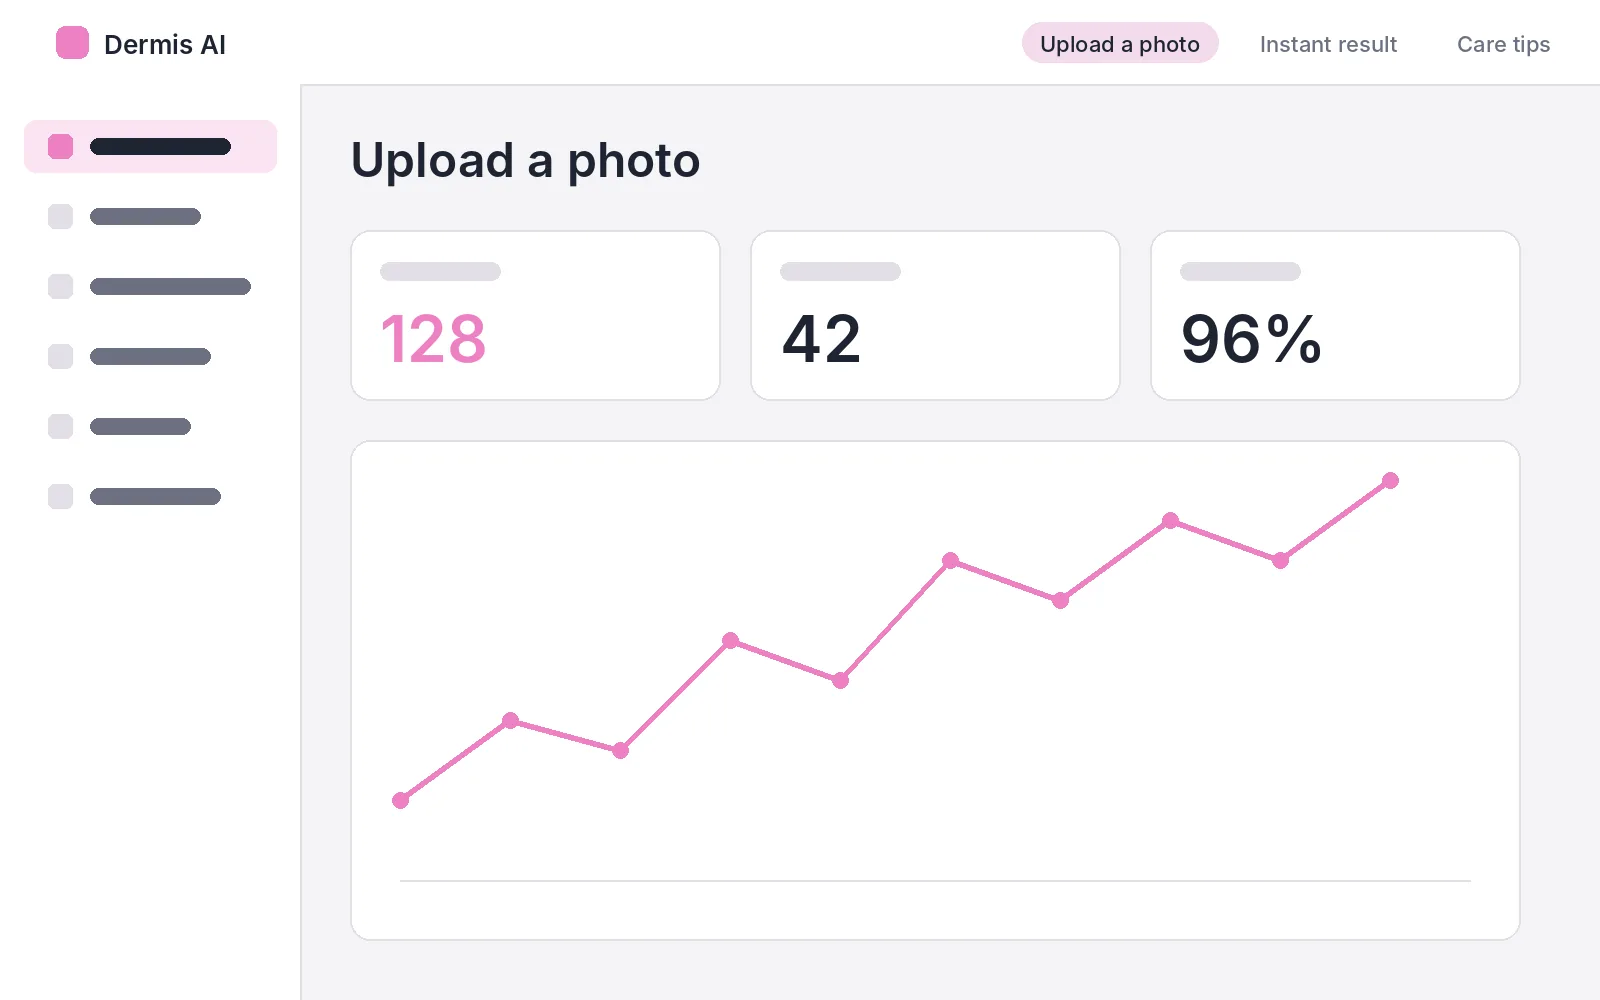 Dermis AI
Upload a photo
Instant result
Care tips
Upload a photo
128
42
96%